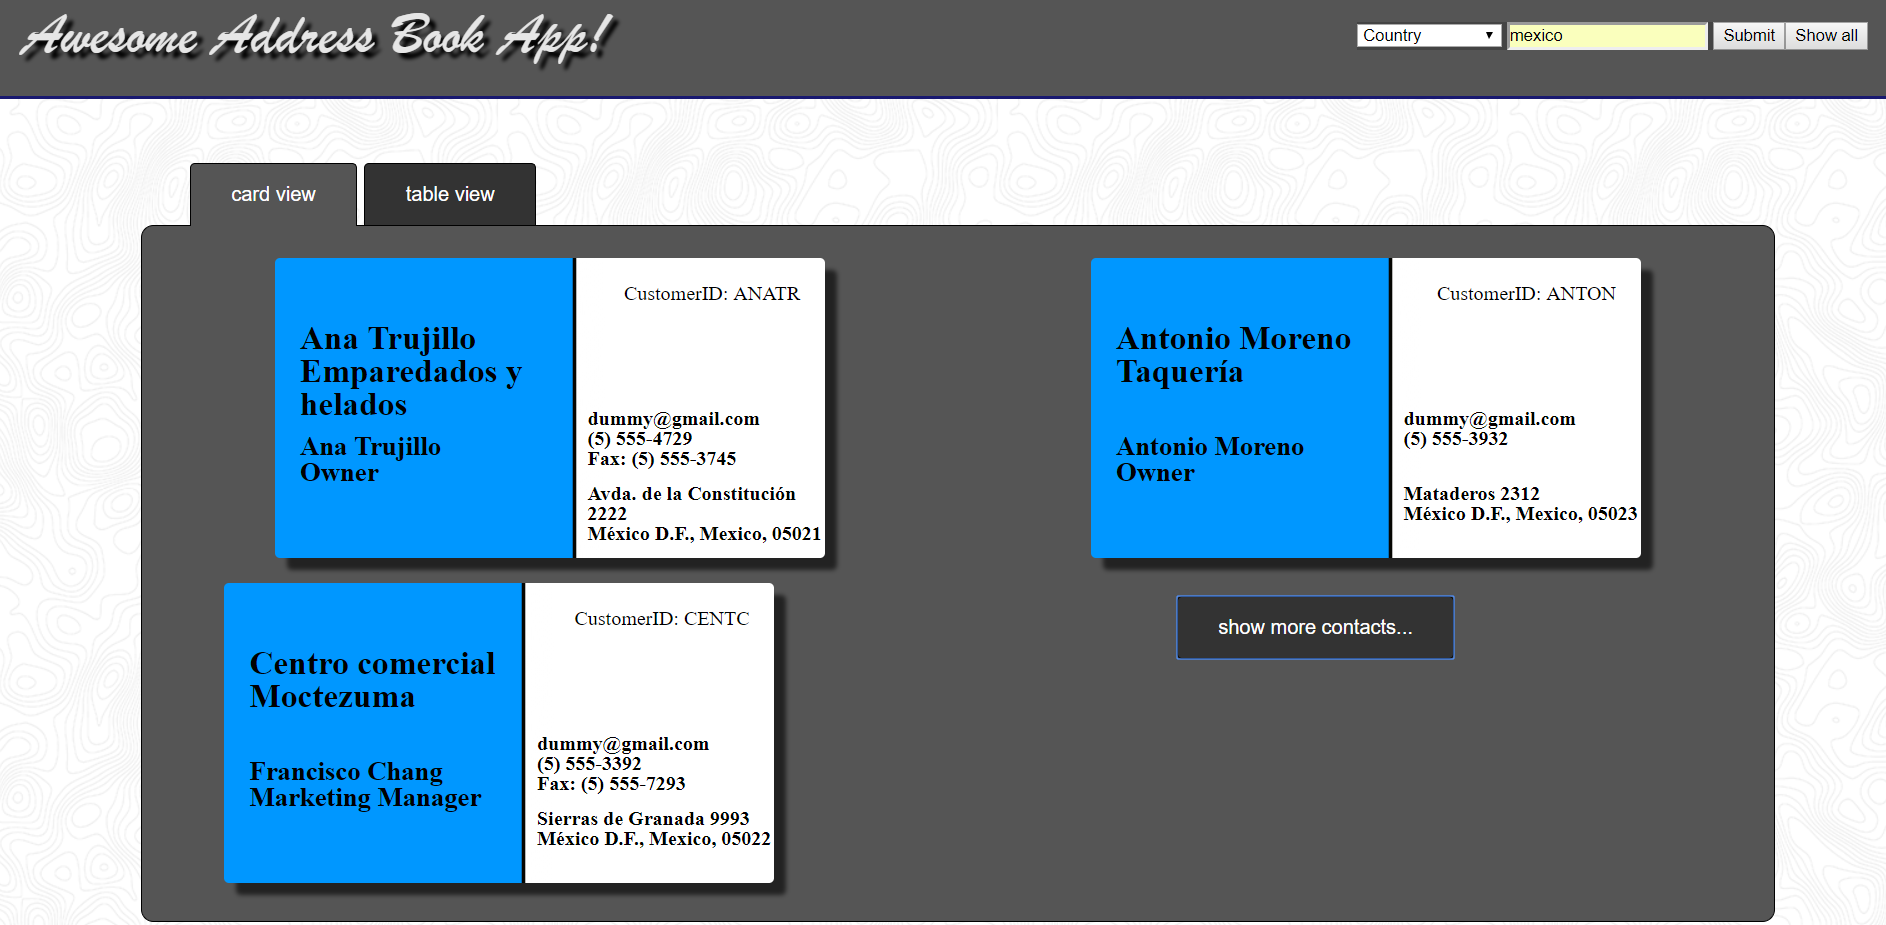 Awesome Address Book App!
Country
mexico
Submit
Show all
card view
table view
Ana Trujillo
Emparedados y
helados
Ana Trujillo
Owner
CustomerID: ANATR
dummy@gmail.com
(5) 555-4729
Fax: (5) 555-3745
Avda. de la Constitución
2222
México D.F., Mexico, 05021
Antonio Moreno
Taquería
Antonio Moreno
Owner
CustomerID: ANTON
dummy@gmail.com
(5) 555-3932
Mataderos 2312
México D.F., Mexico, 05023
Centro comercial
Moctezuma
Francisco Chang
Marketing Manager
CustomerID: CENTC
dummy@gmail.com
(5) 555-3392
Fax: (5) 555-7293
Sierras de Granada 9993
México D.F., Mexico, 05022
show more contacts...